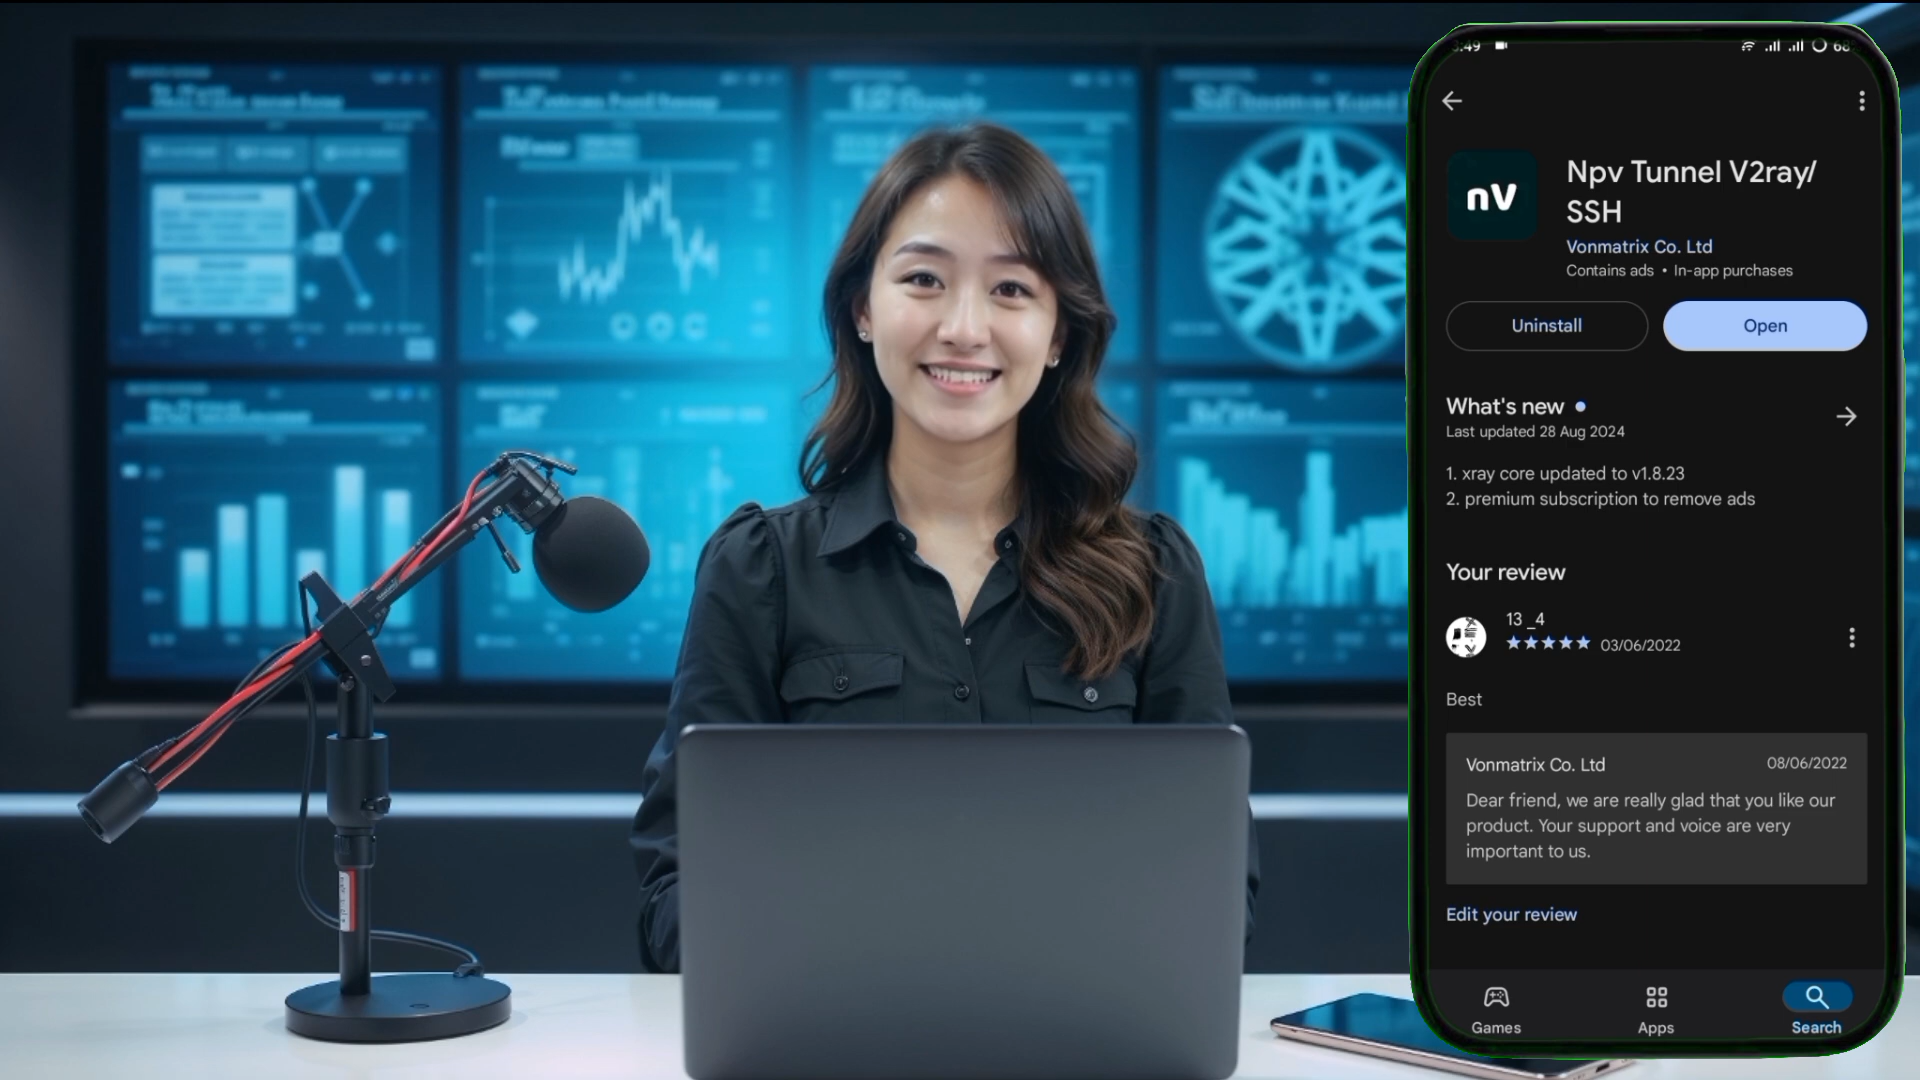 3:49
68
nV
Npv Tunnel V2ray/
SSH
Vonmatrix Co. Ltd
Contains ads • In-app purchases
Uninstall
Open
What's new
Last updated 28 Aug 2024
1. xray core updated to v1.8.23
2. premium subscription to remove ads
Your review
13 _4
03/06/2022
Best
Vonmatrix Co. Ltd
08/06/2022
Dear friend, we are really glad that you like our
product. Your support and voice are very
important to us.
Edit your review
Games
Apps
Search